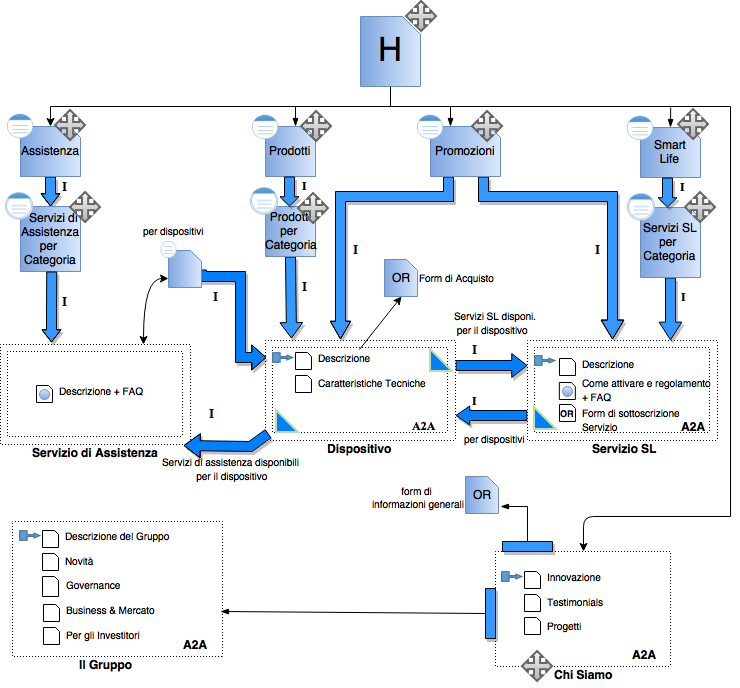 H
Assistenza
Prodotti
Promozioni
Smart
Life
I
I
I
Servizi di
Assistenza
per
Categoria
Prodotti
per
Categoria
Servizi SL
per
Categoria
per dispositivi
I
I
I
I
I
I
OR
Form di Acquisto
Servizi SL disponi.
per il dispositivo
I
Descrizione + FAQ
Descrizione
Caratteristiche Tecniche
A2A
Descrizione
Come attivare e regolamento
+ FAQ
OR
Form di sottoscrizione
Servizio
A2A
I
I
per dispositivi
Servizio di Assistenza
Dispositivo
Servizio SL
Servizi di assistenza disponibili
per il dispositivo
form di
informazioni generali
OR
Descrizione del Gruppo
Novità
Governance
Business & Mercato
Per gli Investitori
A2A
Il Gruppo
Innovazione
Testimonials
Progetti
A2A
Chi Siamo